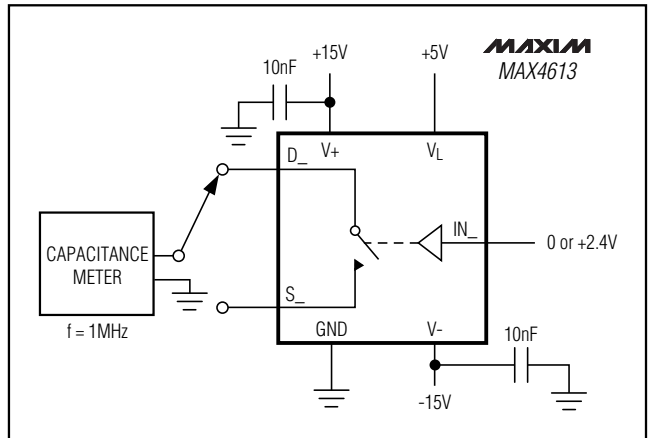 MAXIM
MAX4613
+15V
+5V
10nF
D_
V+
VL
IN_
0 or +2.4V
CAPACITANCE
METER
f = 1MHz
S_
GND
V-
10nF
-15V